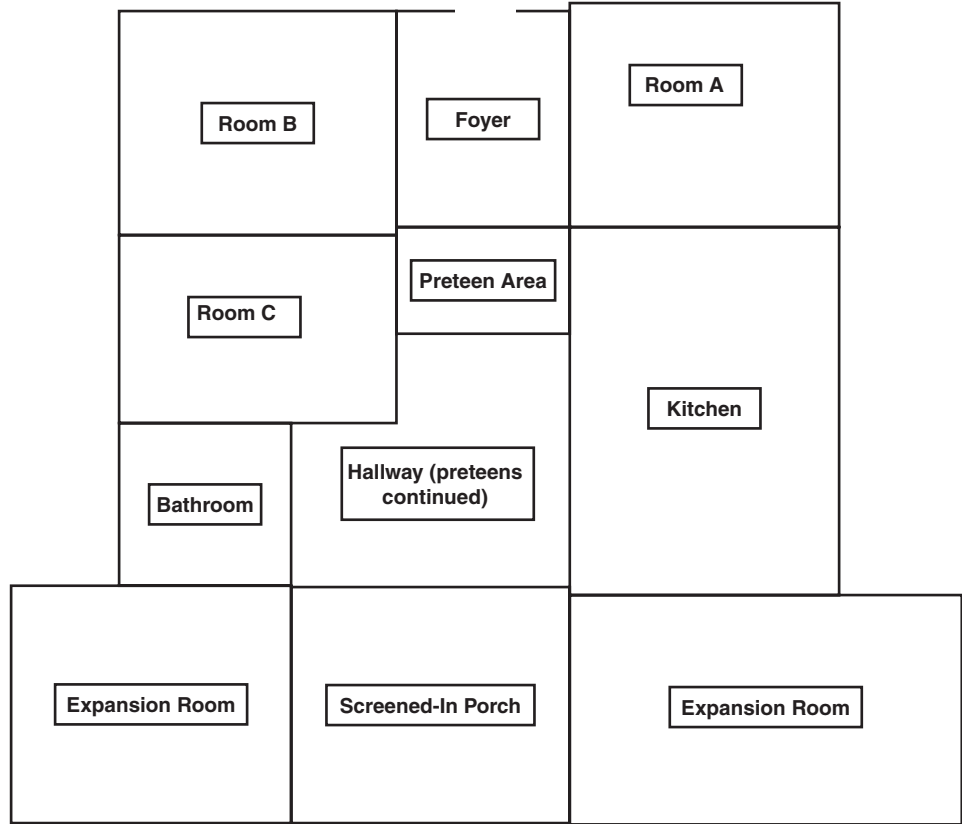 Room A
Room B
Foyer
Preteen Area
Room C
Kitchen
Hallway (preteens
continued)
Bathroom
Expansion Room
Screened-In Porch
Expansion Room